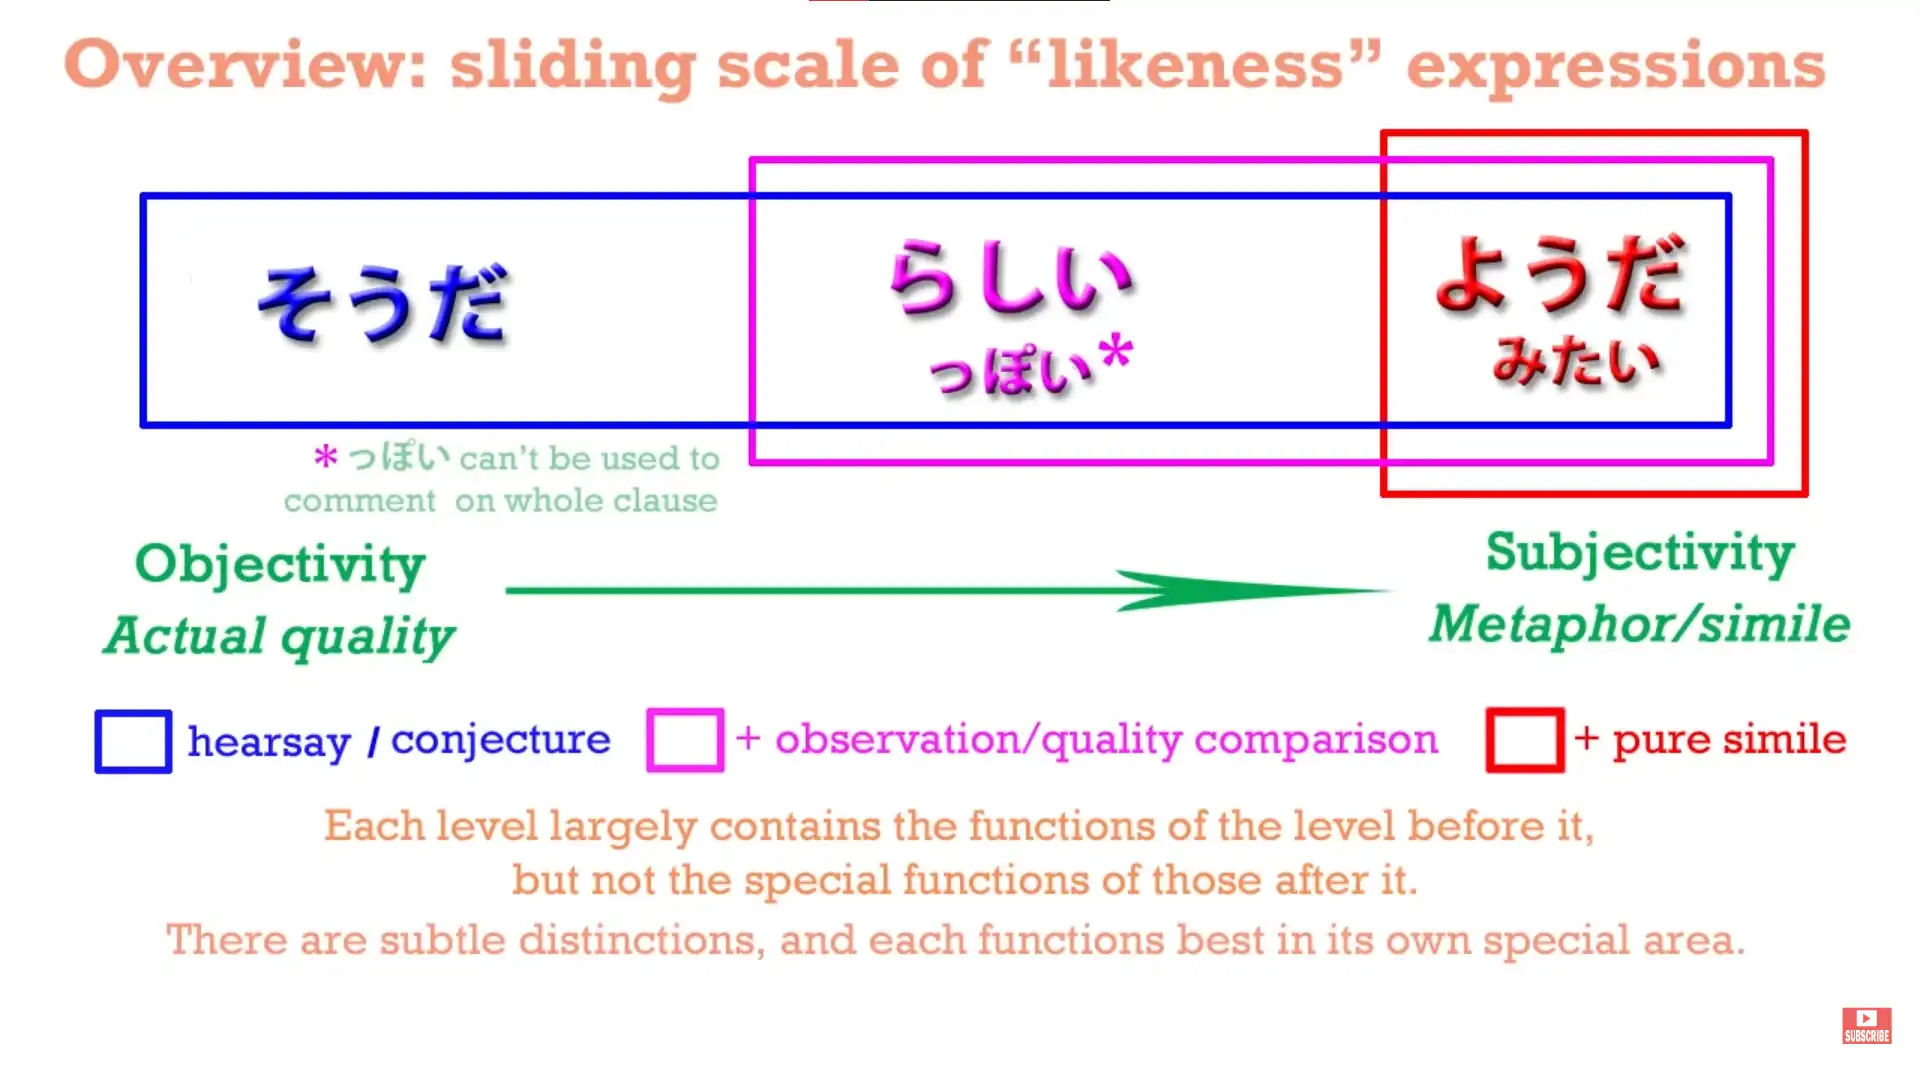 Overview: sliding scale of “likeness” expressions
そうだ
らしい
っぽい*
ようだ
みたい
*っぽい can’t be used to
comment on whole clause
Objectivity
Actual quality
Subjectivity
Metaphor/simile
hearsay / conjecture
+ observation/quality comparison
+ pure simile
Each level largely contains the functions of the level before it,
but not the special functions of those after it.
There are subtle distinctions, and each functions best in its own special area.
SUBSCRIBE